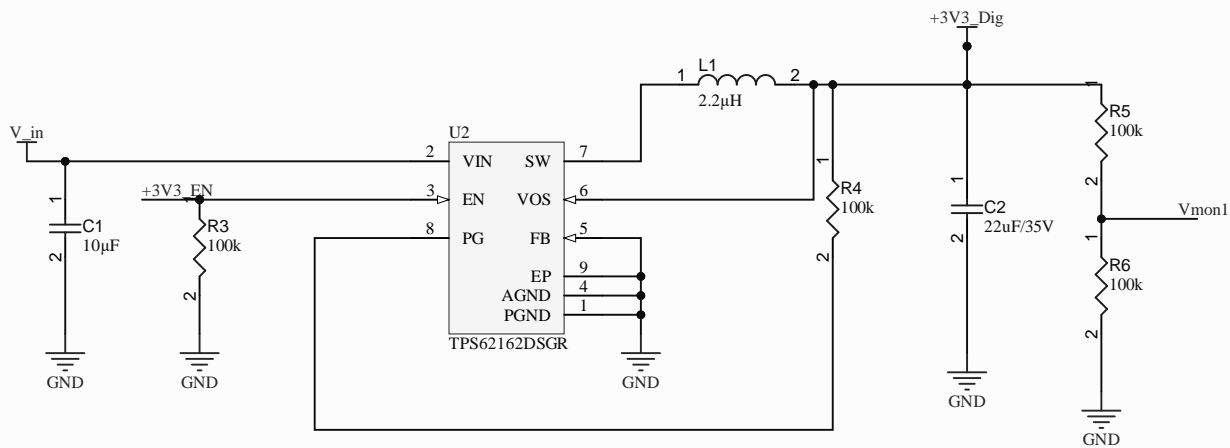 +3V3_Dig
L1
1 2
2.2µH
R5
100k
2
V_in
U2
2 VIN SW 7
1
R4
100k
2
+3V3_EN
3 EN VOS 6
1
C2
22uF/35V
2
1
C1
10µF
2
R3
100k
2
8 PG FB 5
Vmon1
1
R6
100k
2
EP 9
AGND 4
PGND 1
TPS62162DSGR
GND
GND
GND
GND
GND